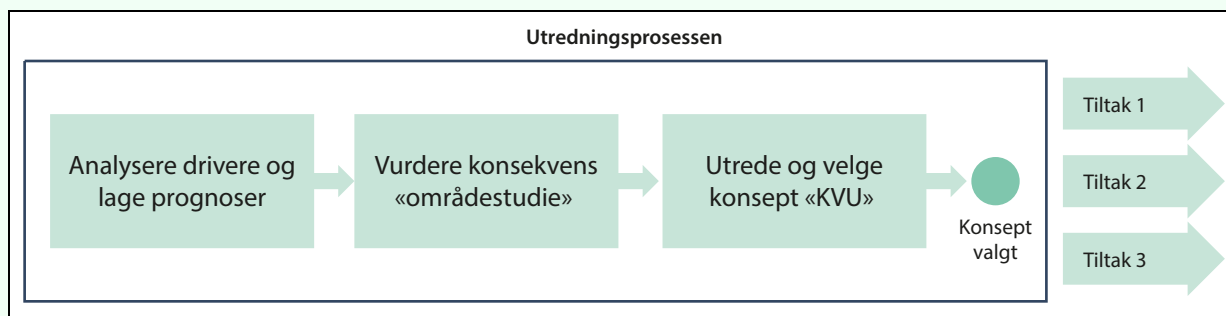 Utredningsprosessen
Analysere drivere og
lage prognoser
Vurdere konsekvens
«områdestudie»
Utrede og velge
konsept «KVU»
Konsept
valgt
Tiltak 1
Tiltak 2
Tiltak 3